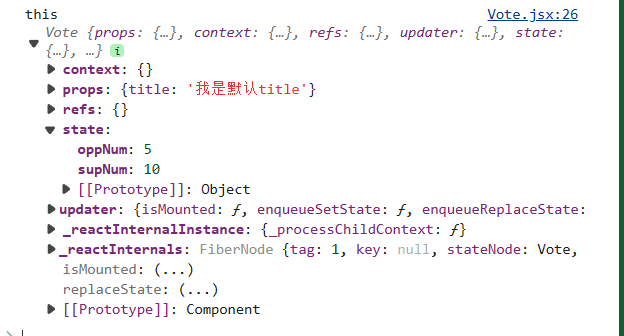 this Vote.jsx:26
Vote {props: {…}, context: {…}, refs: {…}, updater: {…}, state:
{…}, …} i
context: {}
props: {title: '我是默认title'}
refs: {}
state:
oppNum: 5
supNum: 10
[[Prototype]]: Object
updater: {isMounted: ƒ, enqueueSetState: ƒ, enqueueReplaceState:
_reactInternalInstance: {_processChildContext: ƒ}
_reactInternals: FiberNode {tag: 1, key: null, stateNode: Vote,
isMounted: (...)
replaceState: (...)
[[Prototype]]: Component